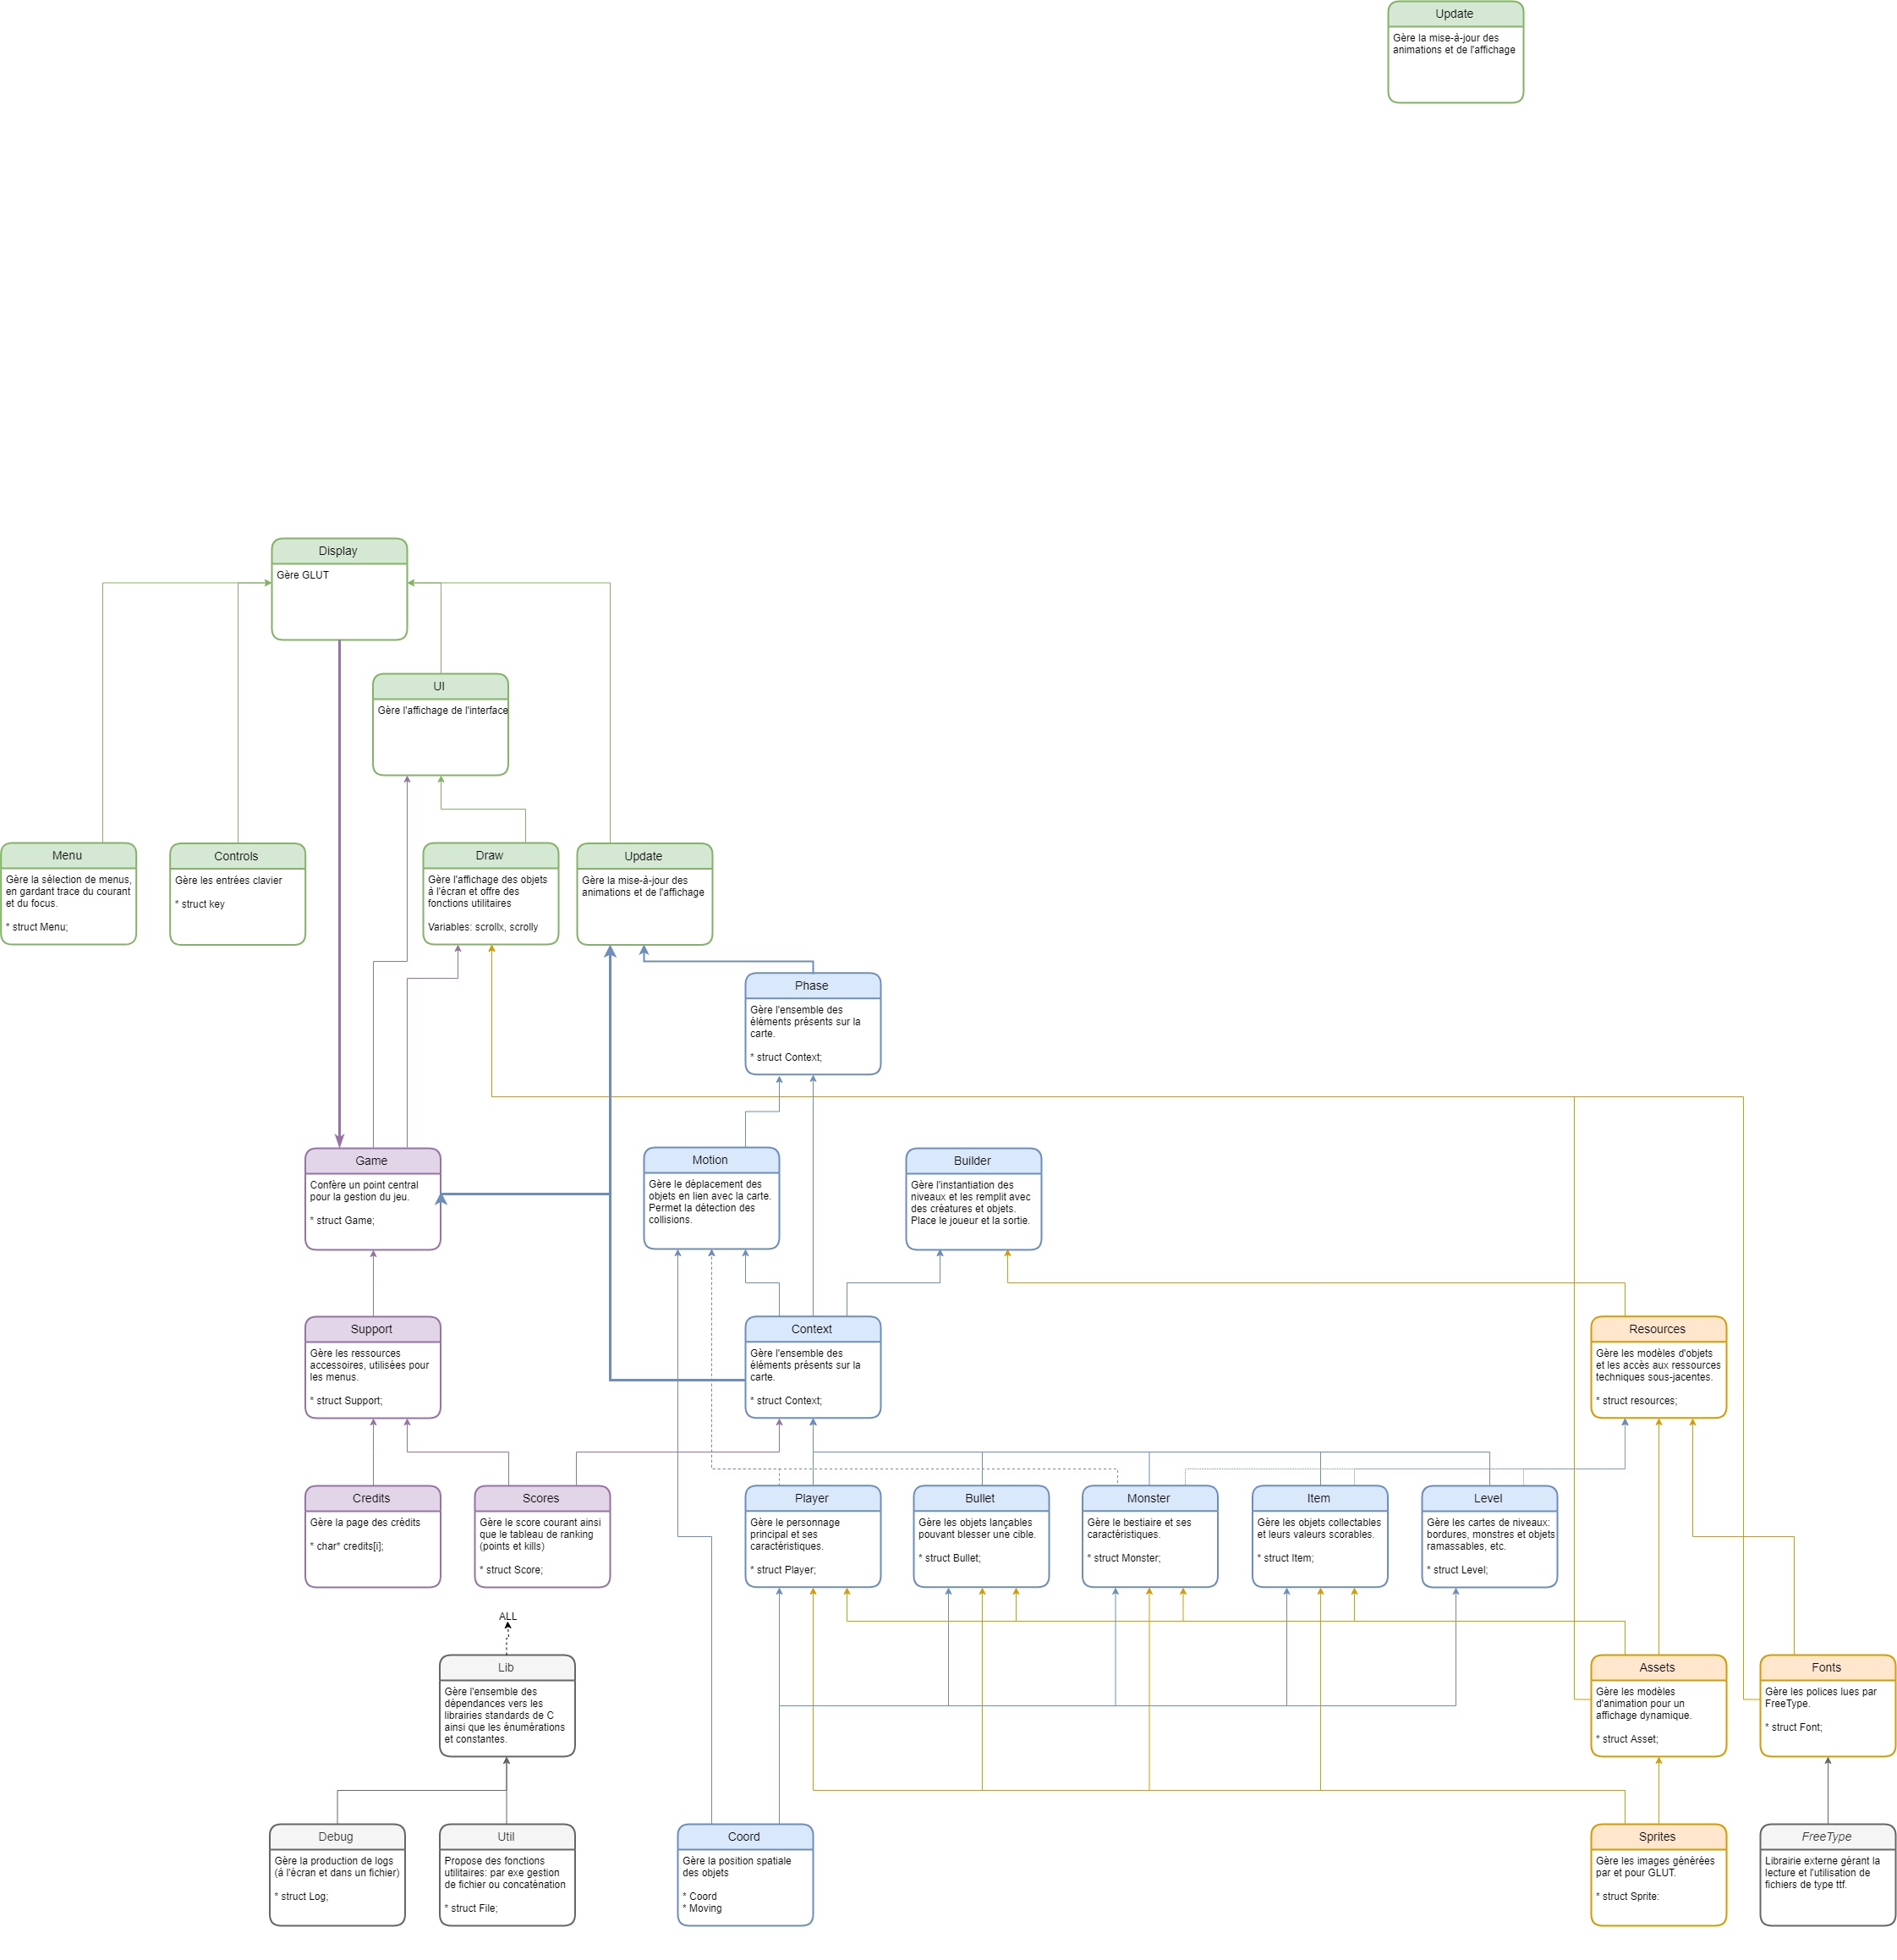 Update
Gère la mise-à-jour des
animations et de l'affichage
Display
Gère GLUT
UI
Gère l'affichage de l'interface
Menu
Gère la sélection de menus,
en gardant trace du courant
et du focus.
* struct Menu;
Controls
Gère les entrées clavier
* struct key
Draw
Gère l'affichage des objets
à l'écran et offre des
fonctions utilitaires
Variables: scrollx, scrolly
Update
Gère la mise-à-jour des
animations et de l'affichage
Phase
Gère l'ensemble des
éléments présents sur la
carte.
* struct Context;
Game
Confère un point central
pour la gestion du jeu.
* struct Game;
Motion
Gère le déplacement des
objets en lien avec la carte.
Permet la détection des
collisions.
Builder
Gère l'instantiation des
niveaux et les remplit avec
des créatures et objets.
Place le joueur et la sortie.
Support
Gère les ressources
accessoires, utilisées pour
les menus.
* struct Support;
Context
Gère l'ensemble des
éléments présents sur la
carte.
* struct Context;
Resources
Gère les modèles d'objets
et les accès aux ressources
techniques sous-jacentes.
* struct resources;
Credits
Gère la page des crédits
* char* credits[i];
Scores
Gère le score courant ainsi
que le tableau de ranking
(points et kills)
* struct Score;
Player
Gère le personnage
principal et ses
caractéristiques.
* struct Player;
Bullet
Gère les objets lançables
pouvant blesser une cible.
* struct Bullet;
Monster
Gère le bestiaire et ses
caractéristiques.
* struct Monster;
Item
Gère les objets collectables
et leurs valeurs scorables.
* struct Item;
Level
Gère les cartes de niveaux:
bordures, monstres et objets
ramassables, etc.
* struct Level;
ALL
Lib
Gère l'ensemble des
dépendances vers les
librairies standards de C
ainsi que les énumérations
et constantes.
Assets
Gère les modèles
d'animation pour un
affichage dynamique.
* struct Asset;
Fonts
Gère les polices lues par
FreeType.
* struct Font;
Debug
Gère la production de logs
(à l'écran et dans un fichier)
* struct Log;
Util
Propose des fonctions
utilitaires: par exe gestion
de fichier ou concaténation
* struct File;
Coord
Gère la position spatiale
des objets
* Coord
* Moving
Sprites
Gère les images générées
par et pour GLUT.
* struct Sprite:
FreeType
Librairie externe gérant la
lecture et l'utilisation de
fichiers de type ttf.